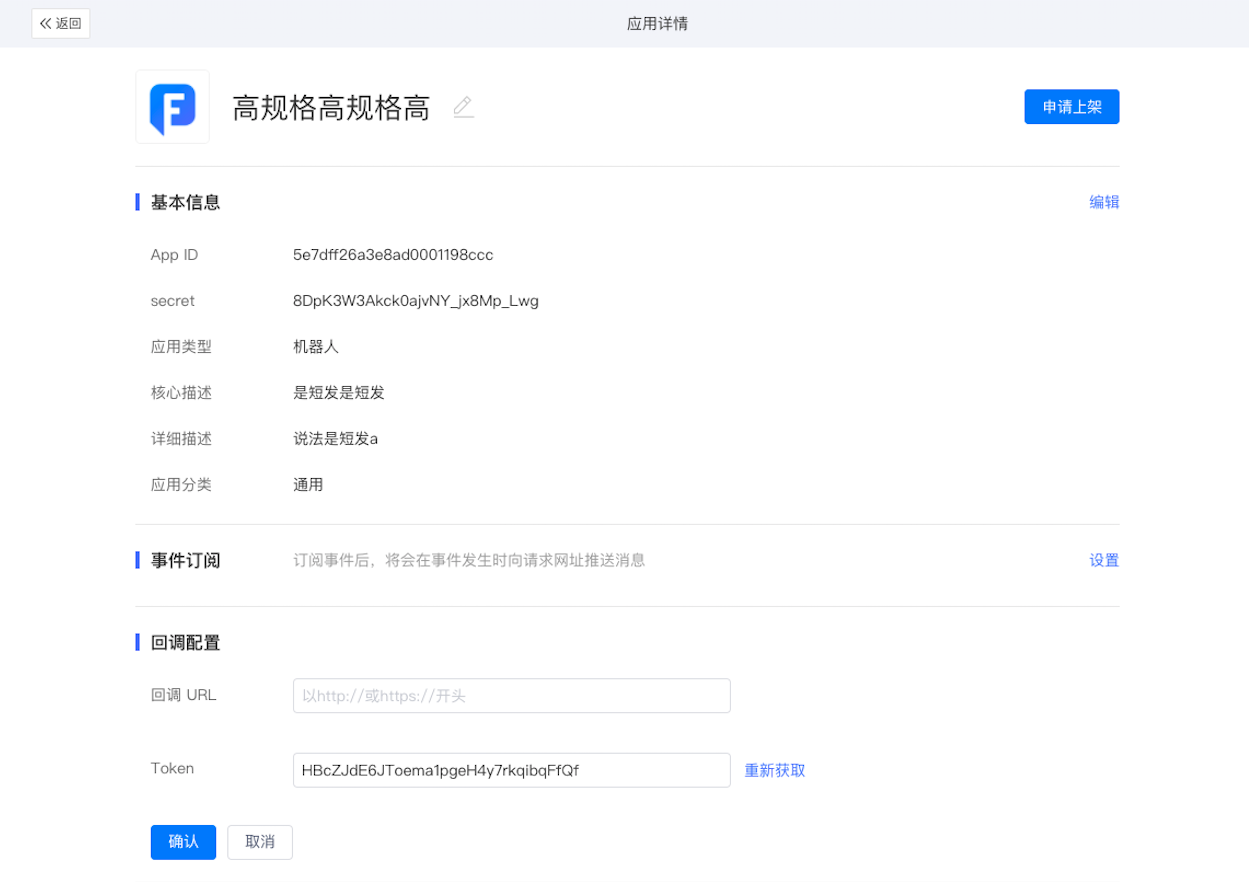 返回
应用详情
高规格高规格高
申请上架
基本信息
编辑
App ID 5e7dff26a3e8ad0001198ccc
secret 8DpK3W3Akck0ajvNY_jx8Mp_Lwg
应用类型 机器人
核心描述 是短发是短发
详细描述 说法是短发a
应用分类 通用
事件订阅 订阅事件后，将会在事件发生时向请求网址推送消息 设置
回调配置
回调 URL 以http://或https://开头
Token HBcZJdE6JToema1pgeH4y7rkqibqFfQf 重新获取
确认 取消